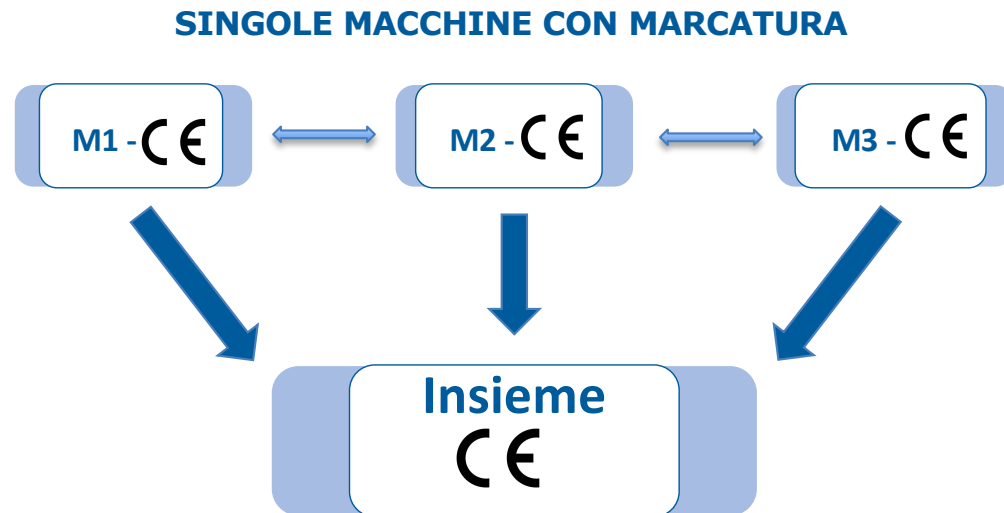 SINGOLE MACCHINE CON MARCATURA
M1 - CE
M2 - CE
M3 - CE
Insieme
CE